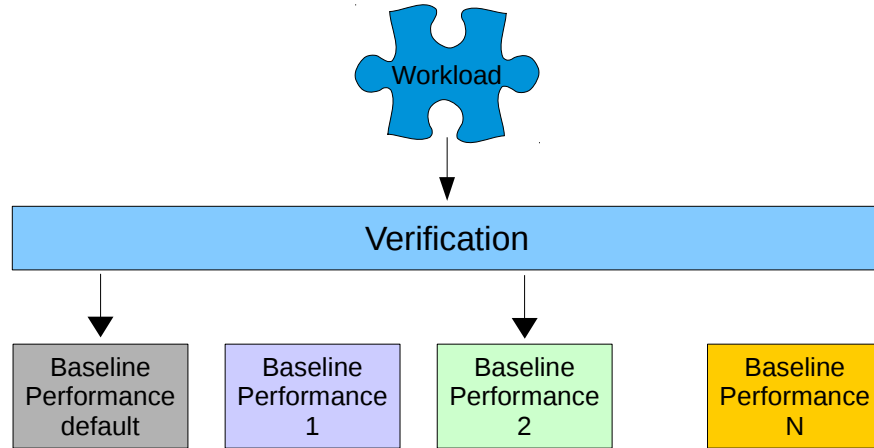 Workload
Verification
Baseline
Performance
default
Baseline
Performance
1
Baseline
Performance
2
Baseline
Performance
N